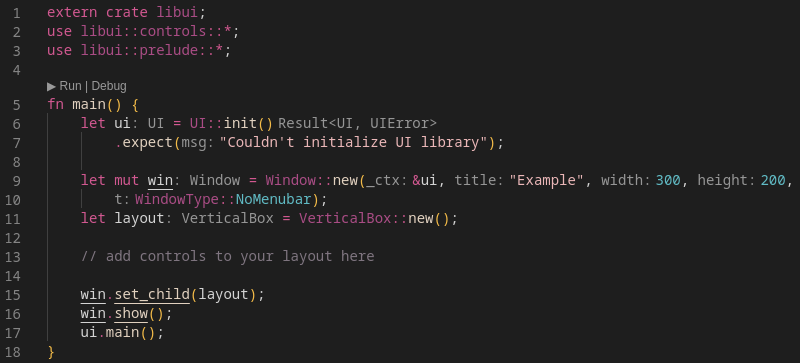 1 extern crate libui;
2 use libui::controls::*;
3 use libui::prelude::*;
4
▶ Run | Debug
5 fn main() {
6 let ui: UI = UI::init() Result<UI, UIError>
7 .expect(msg: "Couldn't initialize UI library");
8
9 let mut win: Window = Window::new(_ctx: &ui, title: "Example", width: 300, height: 200,
10 t: WindowType::NoMenubar);
11 let layout: VerticalBox = VerticalBox::new();
12
13 // add controls to your layout here
14
15 win.set_child(layout);
16 win.show();
17 ui.main();
18 }